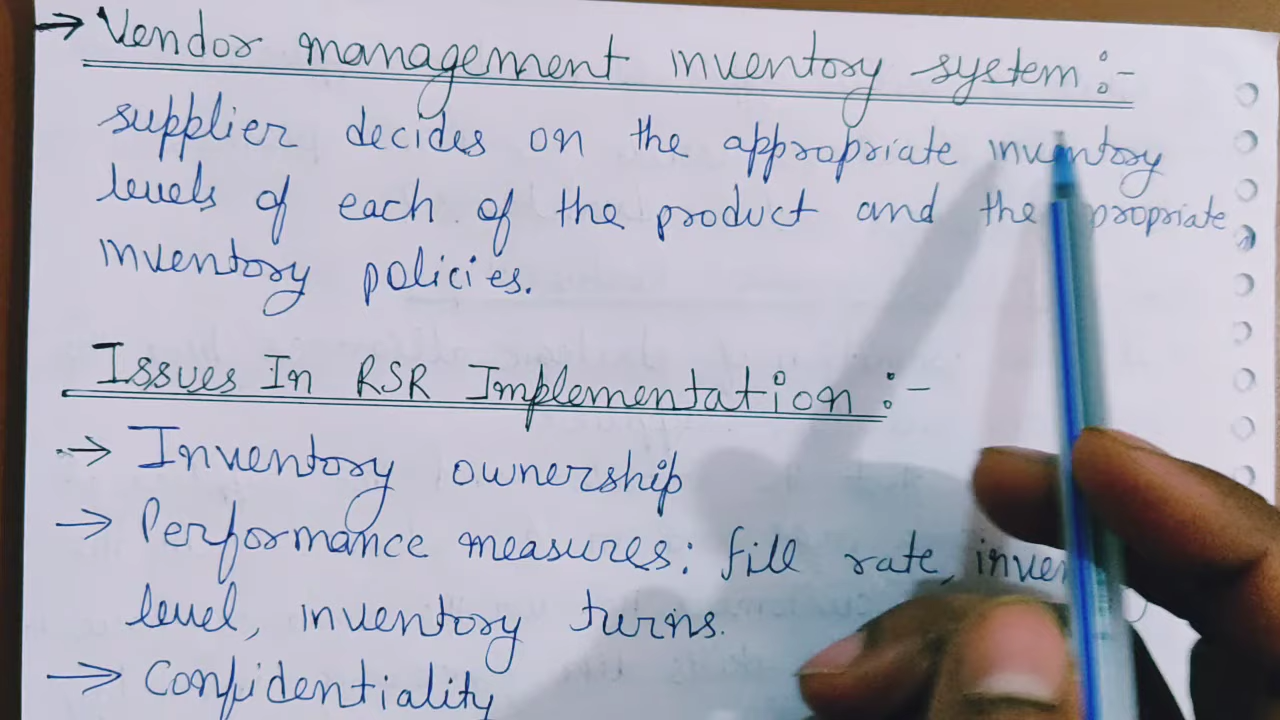 → Vendor management inventory system :-
supplier decides on the appropriate inventory
levels of each of the product and the propriate
inventory policies.
Issues In RSR Implementation :-
→ Inventory ownership
→ Performance measures: fill rate,
level, inventory turns.
→ Confidentiality